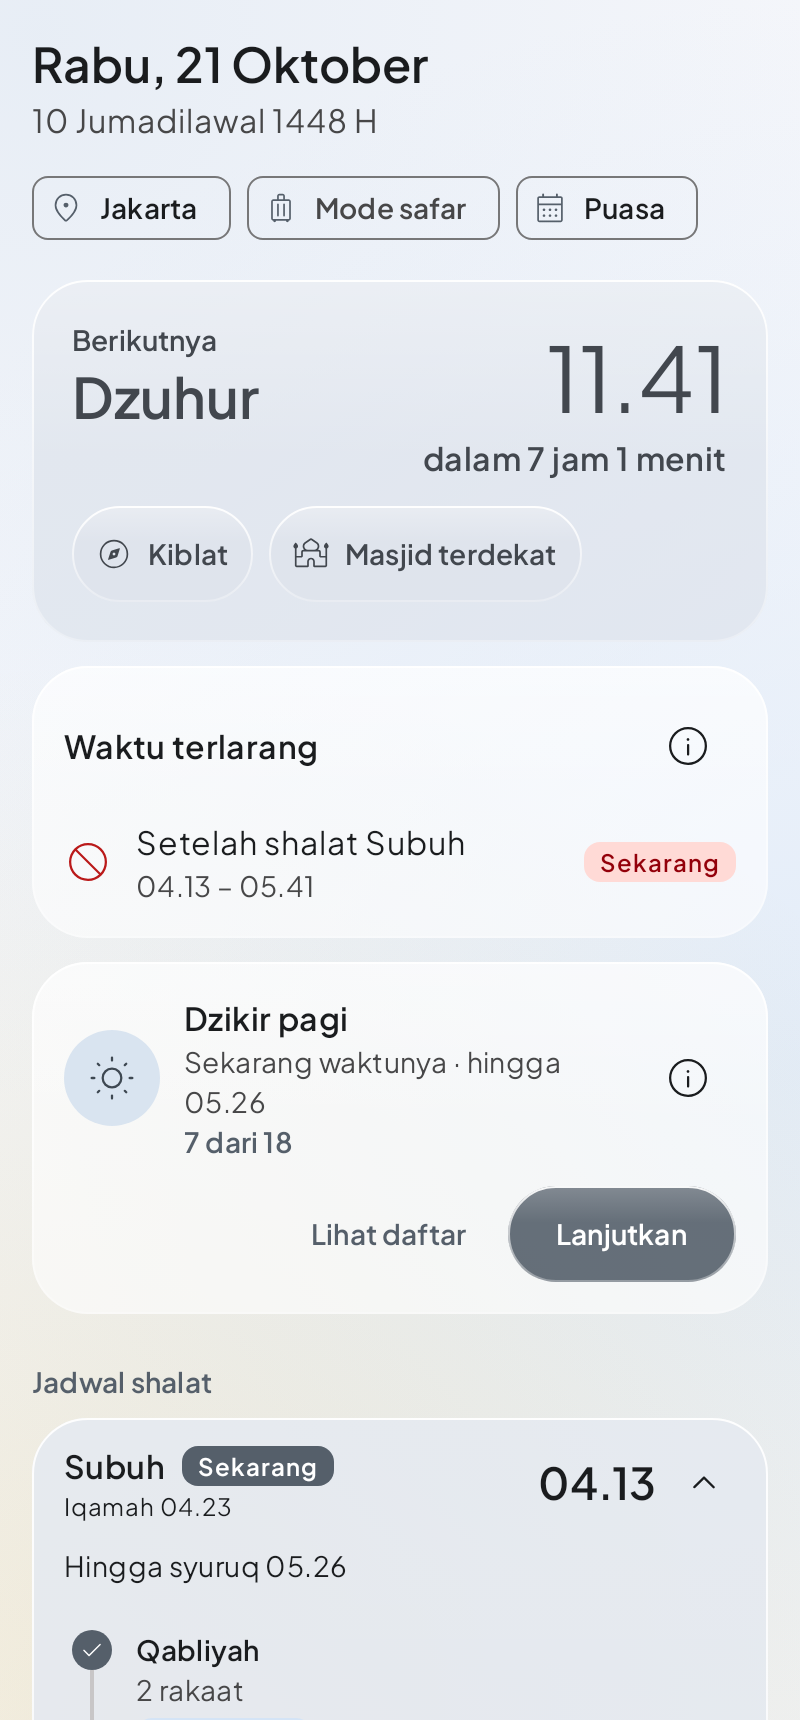 Rabu, 21 Oktober
10 Jumadilawal 1448 H
Jakarta
Mode safar
Puasa
Berikutnya
Dzuhur
11.41
dalam 7 jam 1 menit
Kiblat
Masjid terdekat
Waktu terlarang
Setelah shalat Subuh
04.13 – 05.41
Sekarang
Dzikir pagi
Sekarang waktunya · hingga
05.26
7 dari 18
Lihat daftar
Lanjutkan
Jadwal shalat
Subuh
Sekarang
04.13
Iqamah 04.23
Hingga syuruq 05.26
Qabliyah
2 rakaat